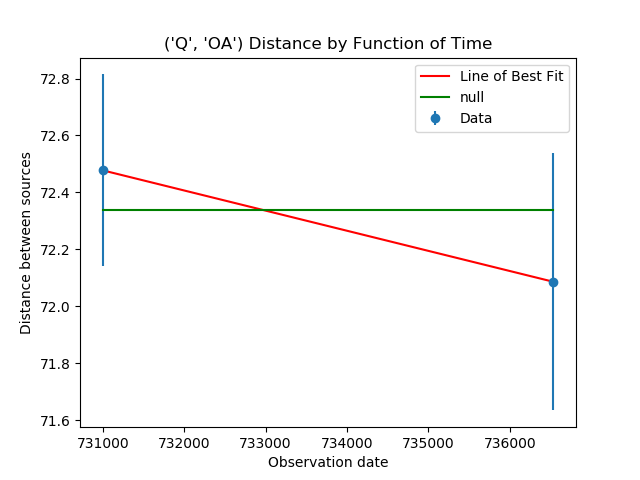 ('Q', 'OA') Distance by Function of Time
Line of Best Fit
null
Data
Distance between sources
72.8
72.6
72.4
72.2
72.0
71.8
71.6
731000 732000 733000 734000 735000 736000
Observation date